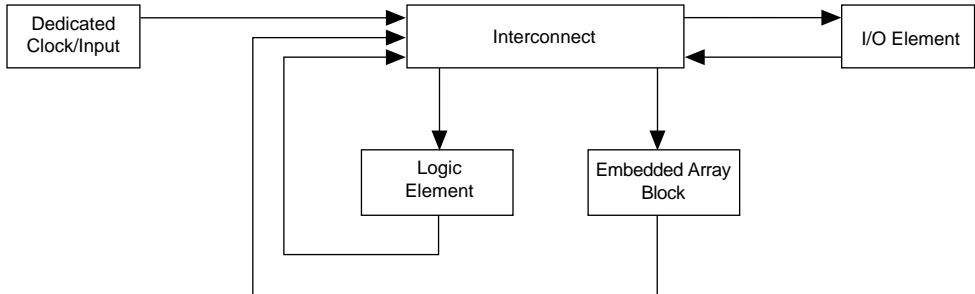 Dedicated
Clock/Input
Interconnect
I/O Element
Logic
Element
Embedded Array
Block